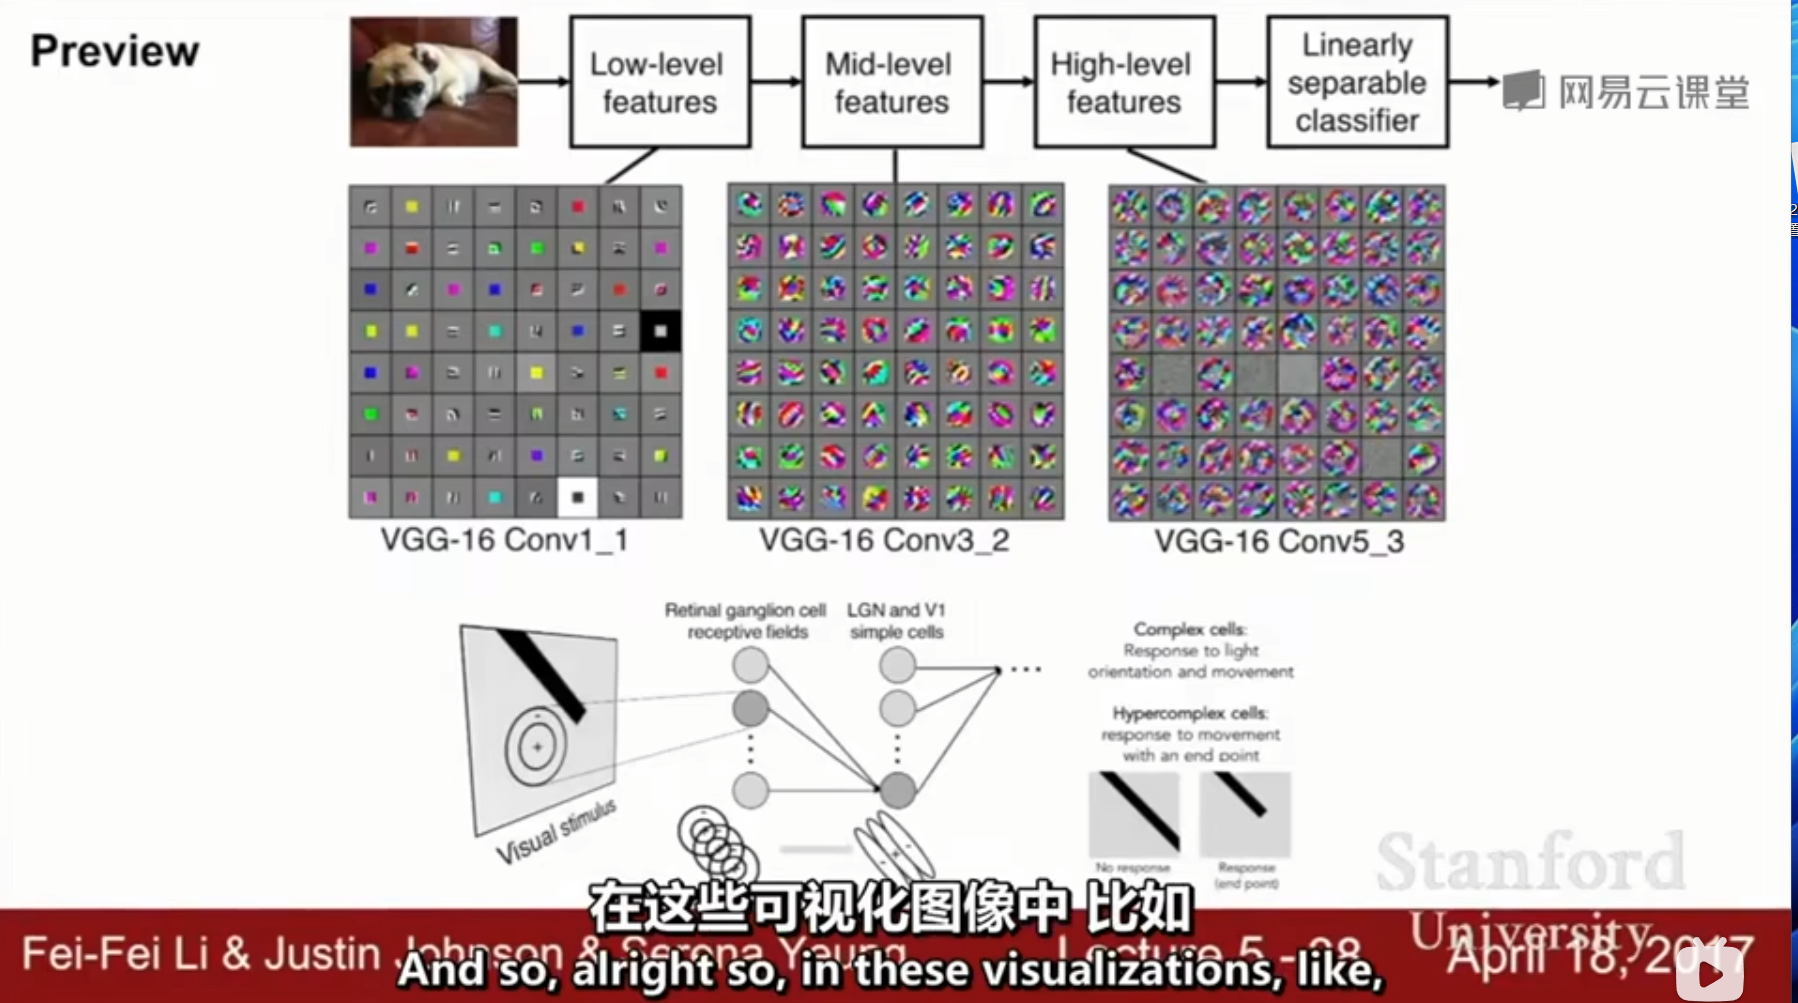 Preview
Low-level
features
Mid-level
features
High-level
features
Linearly
separable
classifier
网易云课堂
VGG-16 Conv1_1
VGG-16 Conv3_2
VGG-16 Conv5_3
Retinal ganglion cell
receptive fields
LGN and V1
simple cells
Complex cells:
Response to light
orientation and movement
Hypercomplex cells:
response to movement
with an end point
Visual stimulus
No response
Response
(end point)
Stanford
University
在这些可视化图像中 比如
Fei-Fei Li & Justin Johnson & Serena Yeung
Lecture 5 -
April 18, 2017
And so, alright so, in these visualizations, like,